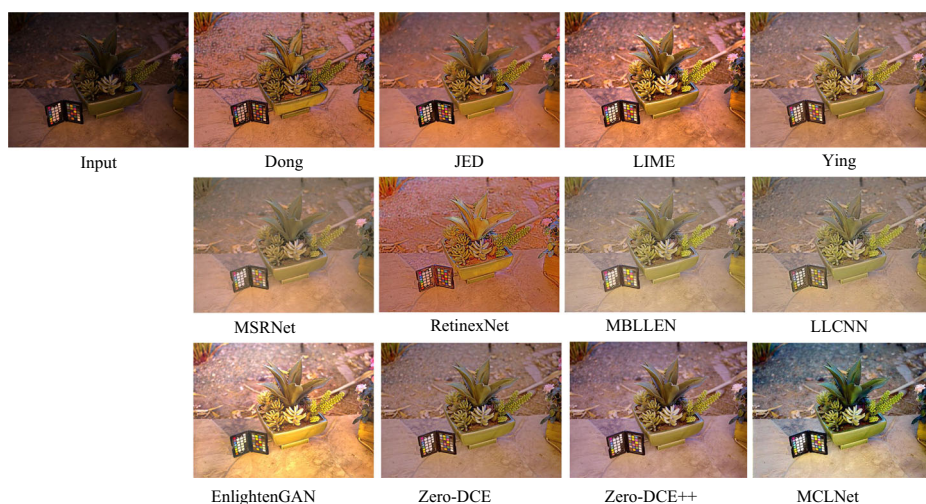 Input
Dong
JED
LIME
Ying
MSRNet
RetinexNet
MBLLEN
LLCNN
EnlightenGAN
Zero-DCE
Zero-DCE++
MCLNet